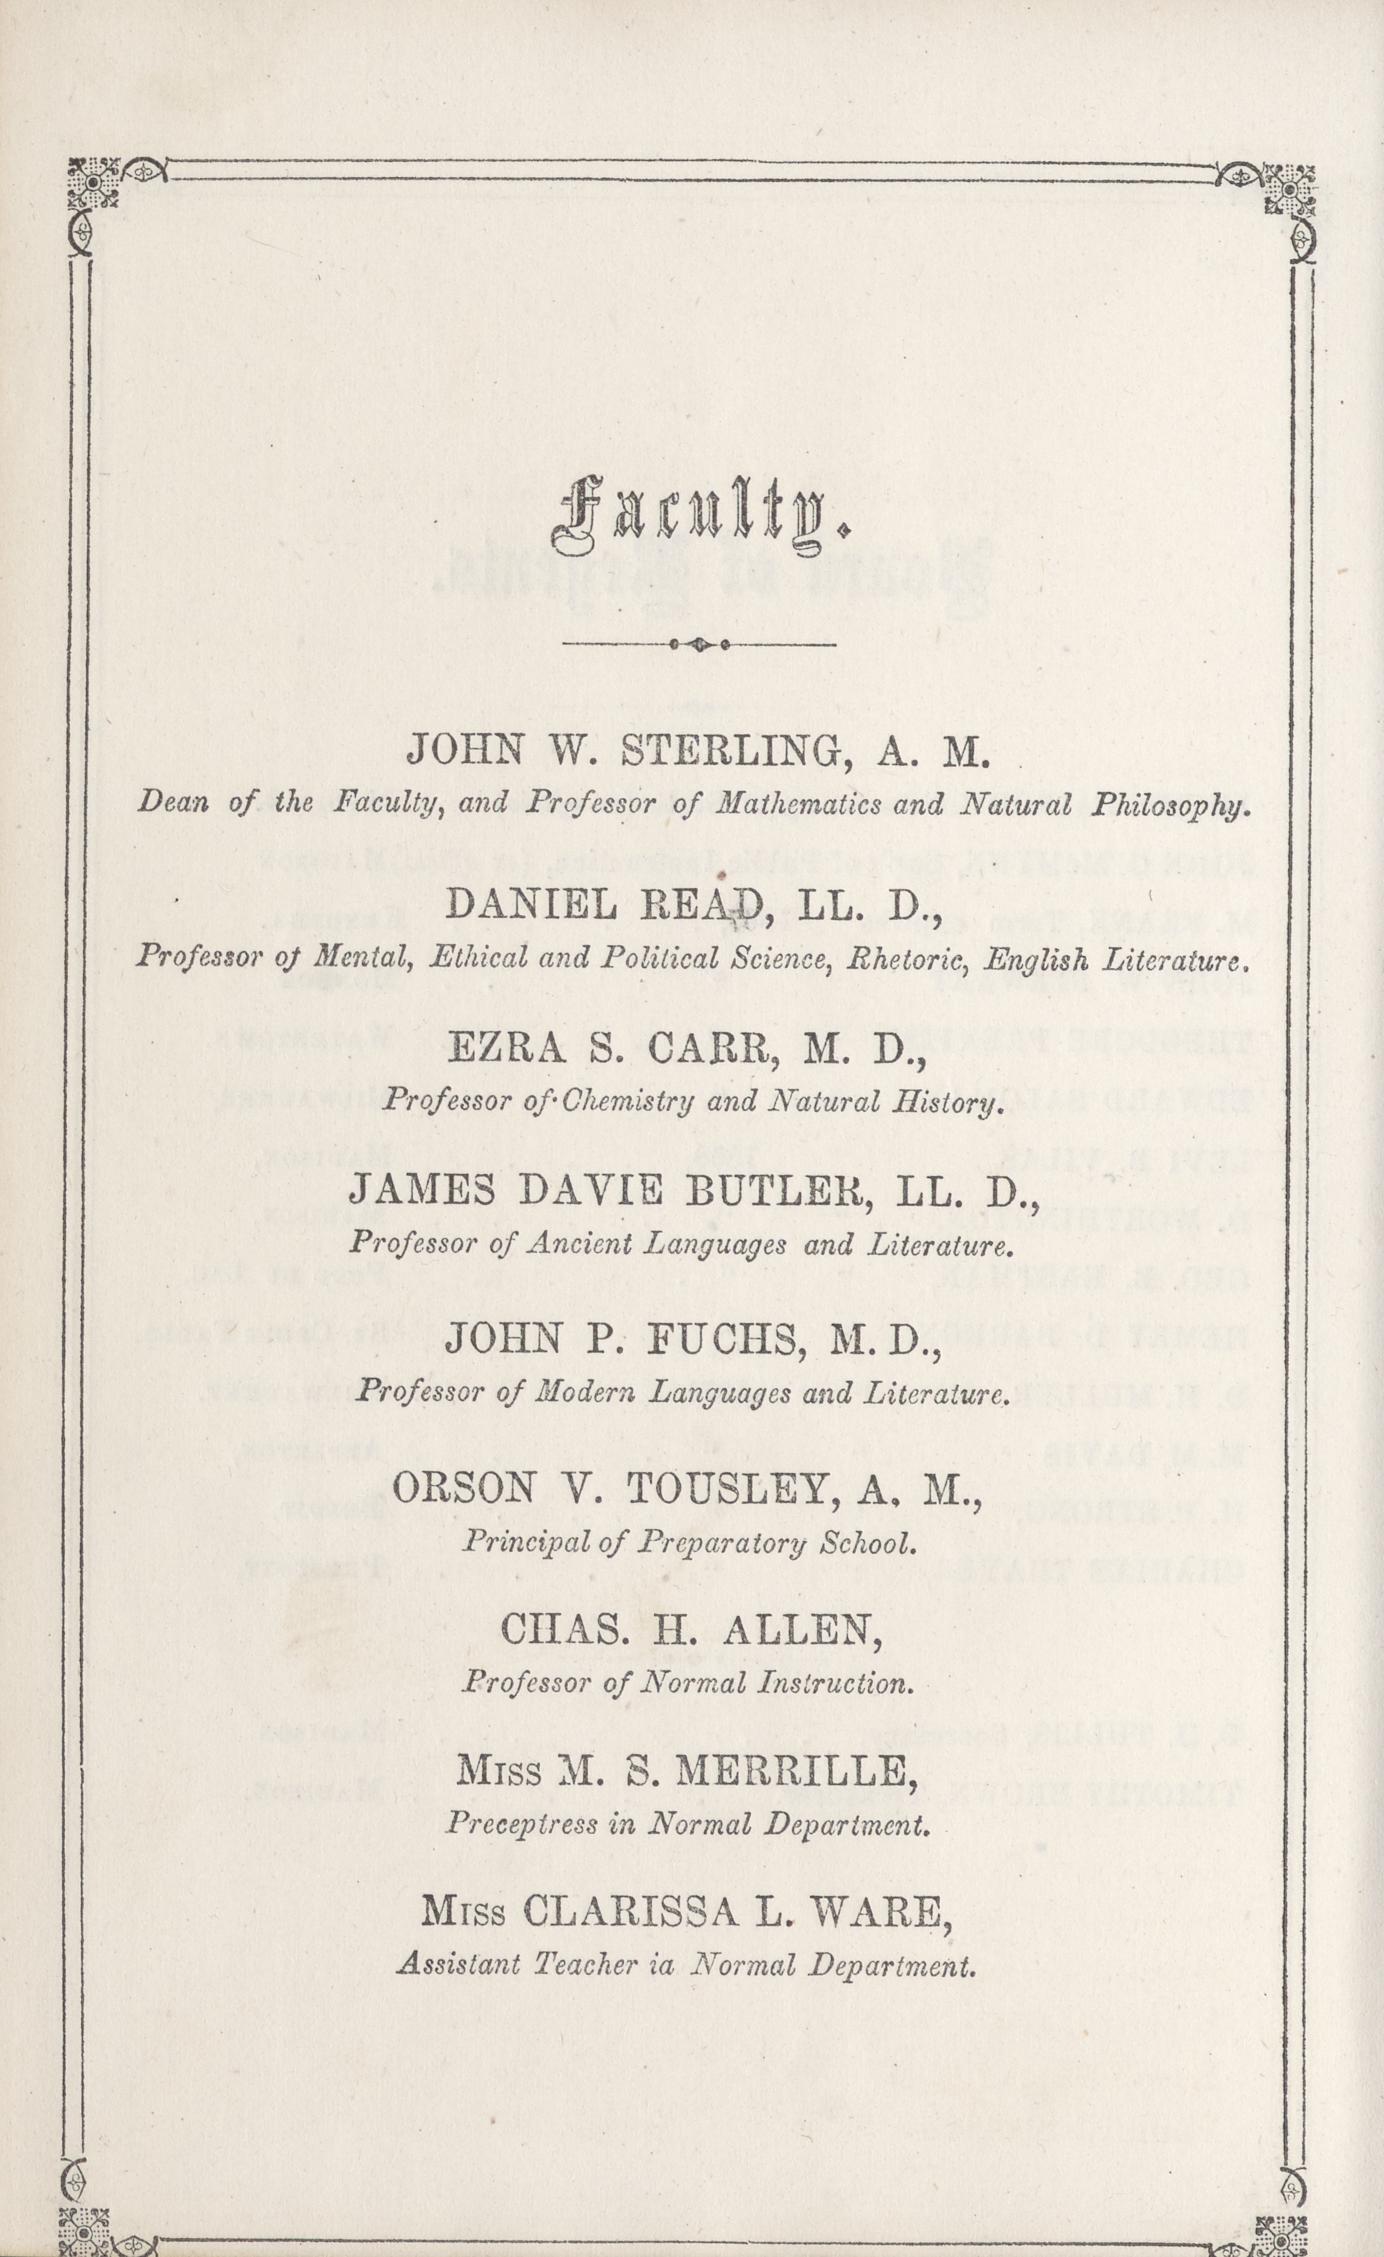 Faculty.
JOHN W. STERLING, A. M.
Dean of the Faculty, and Professor of Mathematics and Natural Philosophy.
DANIEL READ, LL. D.,
Professor of Mental, Ethical and Political Science, Rhetoric, English Literature.
EZRA S. CARR, M. D.,
Professor of Chemistry and Natural History.
JAMES DAVIE BUTLER, LL. D.,
Professor of Ancient Languages and Literature.
JOHN P. FUCHS, M. D.,
Professor of Modern Languages and Literature.
ORSON V. TOUSLEY, A. M.,
Principal of Preparatory School.
CHAS. H. ALLEN,
Professor of Normal Instruction.
Miss M. S. MERRILLE,
Preceptress in Normal Department.
Miss CLARISSA L. WARE,
Assistant Teacher ia Normal Department.